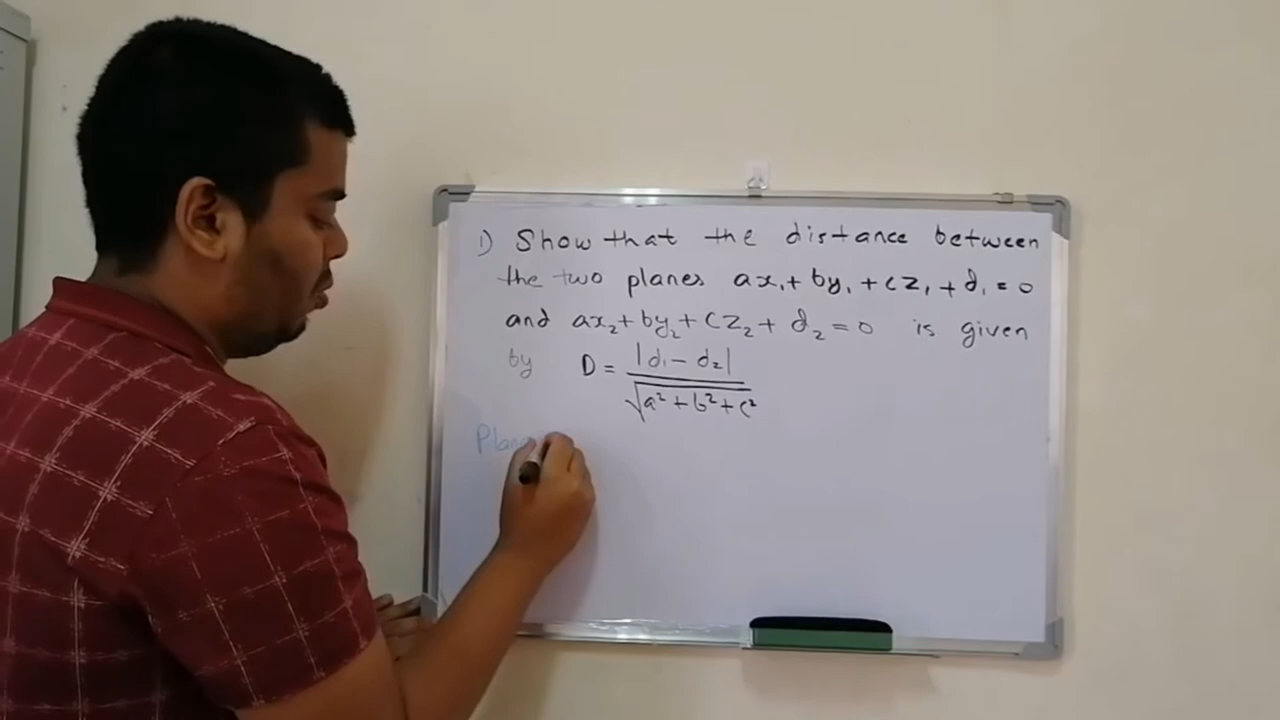 1) Show that the distance between
the two planes ax₁ + by₁ + cz₁ + d₁ = 0
and ax₂ + by₂ + cz₂ + d₂ = 0 is given
by D = |d₁ - d₂| / √a² + b² + c²